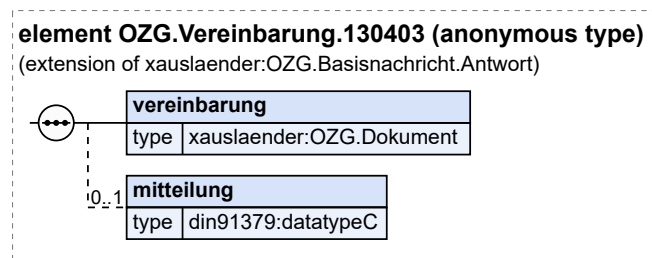 element OZG.Vereinbarung.130403 (anonymous type)
(extension of xauslaender:OZG.Basisnachricht.Antwort)
vereinbarung
type xauslaender:OZG.Dokument
0..1
mitteilung
type din91379:datatypeC